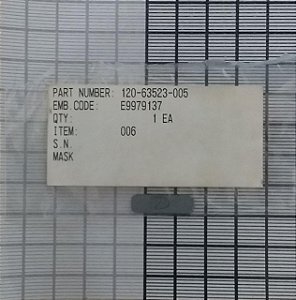 PART NUMBER: 120-63523-005
EMB.CODE: E9979137
QTY: 1 EA
ITEM: 006
S.N.
MASK